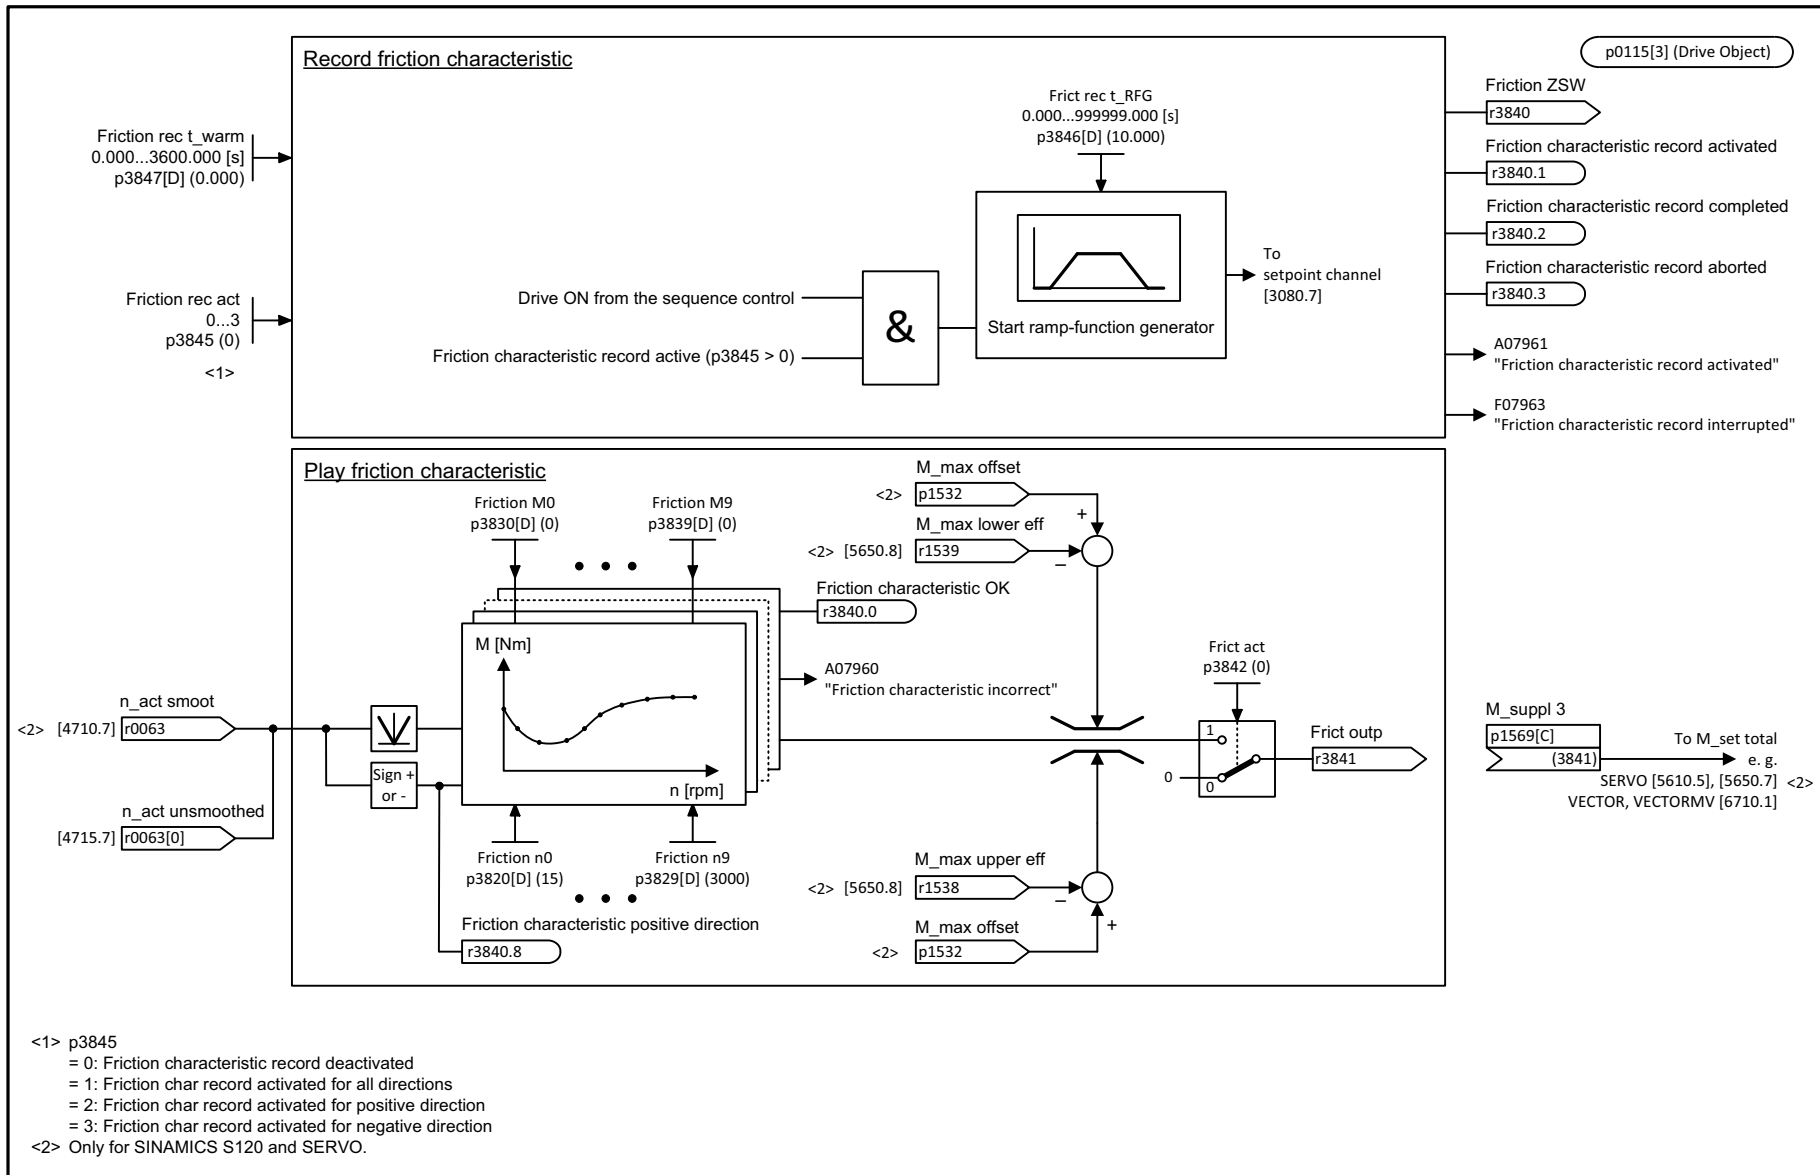 p0115[3] (Drive Object)
Record friction characteristic
Friction rec t_warm
0.000...3600.000 [s]
p3847[D] (0.000)
Friction rec act
0...3
p3845 (0)
<1>
Frict rec t_RFG
0.000...999999.000 [s]
p3846[D] (10.000)
Drive ON from the sequence control
Friction characteristic record active (p3845 > 0)
&
Start ramp-function generator
To
setpoint channel
[3080.7]
Friction ZSW
r3840
Friction characteristic record activated
r3840.1
Friction characteristic record completed
r3840.2
Friction characteristic record aborted
r3840.3
A07961
"Friction characteristic record activated"
F07963
"Friction characteristic record interrupted"
Play friction characteristic
Friction M0
p3830[D] (0)
Friction M9
p3839[D] (0)
M [Nm]
n [rpm]
n_act smoot
<2> [4710.7] r0063
n_act unsmoothed
[4715.7] r0063[0]
Sign +
or -
Friction n0
p3820[D] (15)
Friction n9
p3829[D] (3000)
Friction characteristic positive direction
r3840.8
M_max offset
<2> p1532
+
M_max lower eff
<2> [5650.8] r1539
–
Friction characteristic OK
r3840.0
A07960
"Friction characteristic incorrect"
M_max upper eff
<2> [5650.8] r1538
–
M_max offset
<2> p1532
+
Frict act
p3842 (0)
1
0
0
Frict outp
r3841
M_suppl 3
p1569[C]
(3841)
To M_set total
e. g.
SERVO [5610.5], [5650.7] <2>
VECTOR, VECTORMV [6710.1]
<1> p3845
= 0: Friction characteristic record deactivated
= 1: Friction char record activated for all directions
= 2: Friction char record activated for positive direction
= 3: Friction char record activated for negative direction
<2> Only for SINAMICS S120 and SERVO.